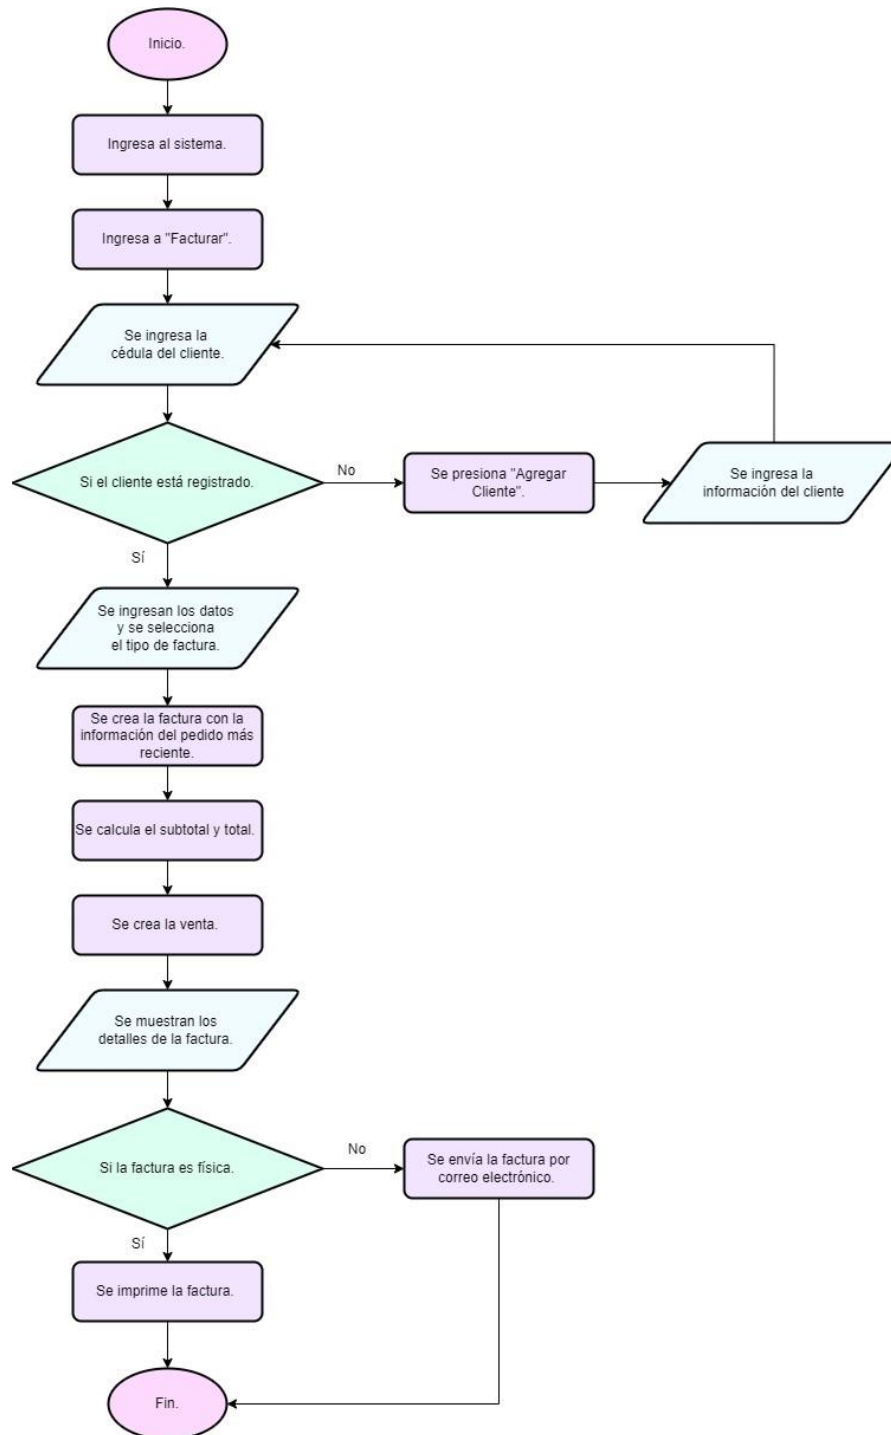 Inicio.
Ingresa al sistema.
Ingresa a "Facturar".
Se ingresa la
cédula del cliente.
Si el cliente está registrado.
No
Se presiona "Agregar
Cliente".
Se ingresa la
información del cliente
Sí
Se ingresan los datos
y se selecciona
el tipo de factura.
Se crea la factura con la
información del pedido más
reciente.
Se calcula el subtotal y total.
Se crea la venta.
Se muestran los
detalles de la factura.
Si la factura es física.
No
Se envía la factura por
correo electrónico.
Sí
Se imprime la factura.
Fin.